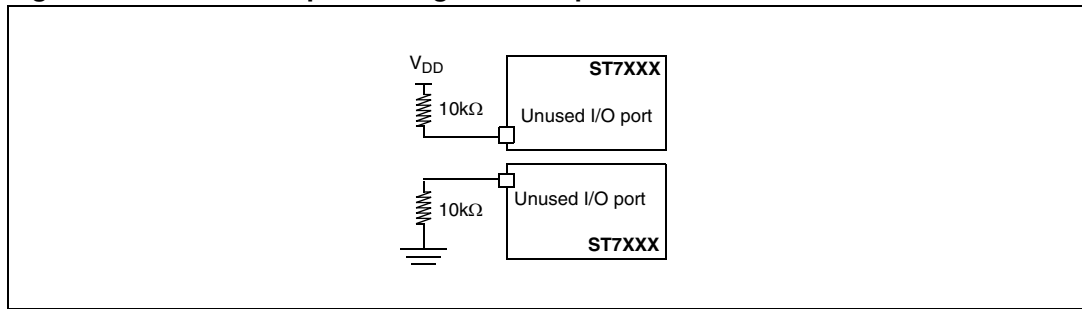 VDD
ST7XXX
10kΩ
Unused I/O port
10kΩ
Unused I/O port
ST7XXX